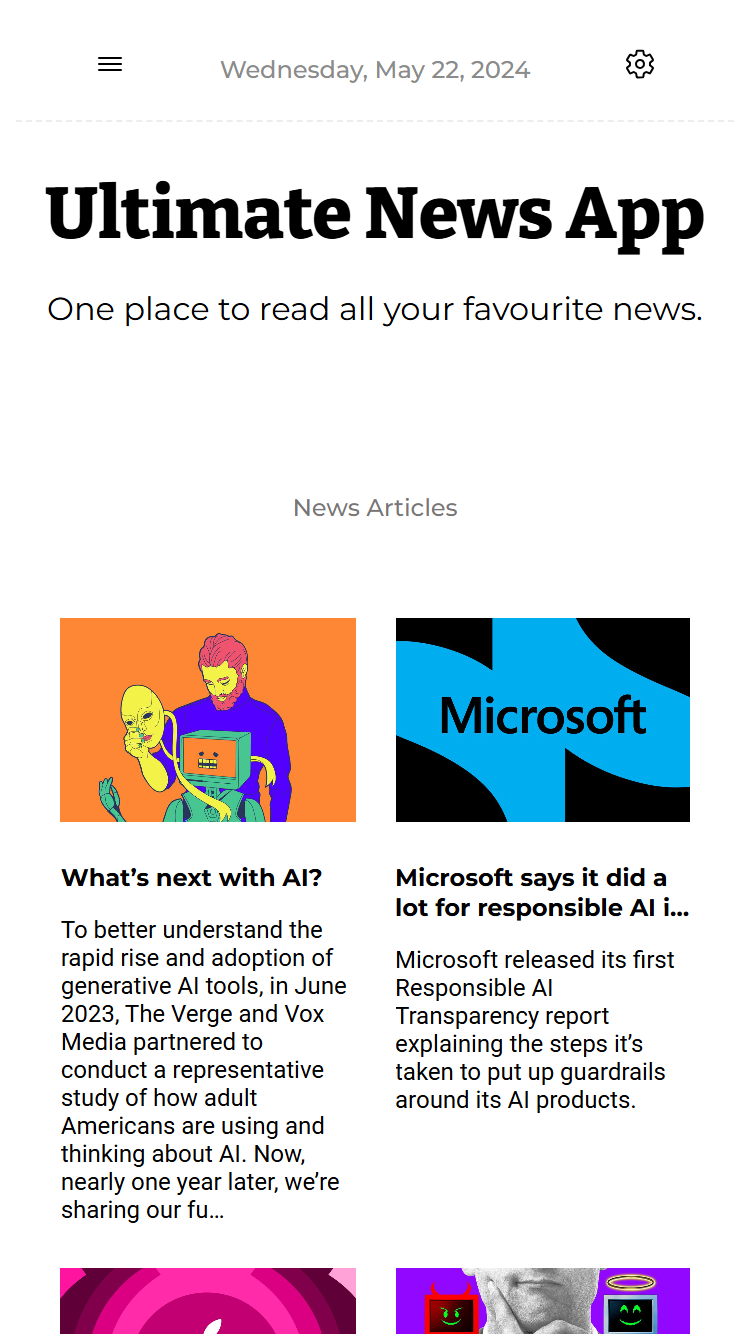 Wednesday, May 22, 2024
Ultimate News App
One place to read all your favourite news.
News Articles
Microsoft
What’s next with AI?
To better understand the
rapid rise and adoption of
generative AI tools, in June
2023, The Verge and Vox
Media partnered to
conduct a representative
study of how adult
Americans are using and
thinking about AI. Now,
nearly one year later, we’re
sharing our fu...
Microsoft says it did a
lot for responsible AI i...
Microsoft released its first
Responsible AI
Transparency report
explaining the steps it’s
taken to put up guardrails
around its AI products.